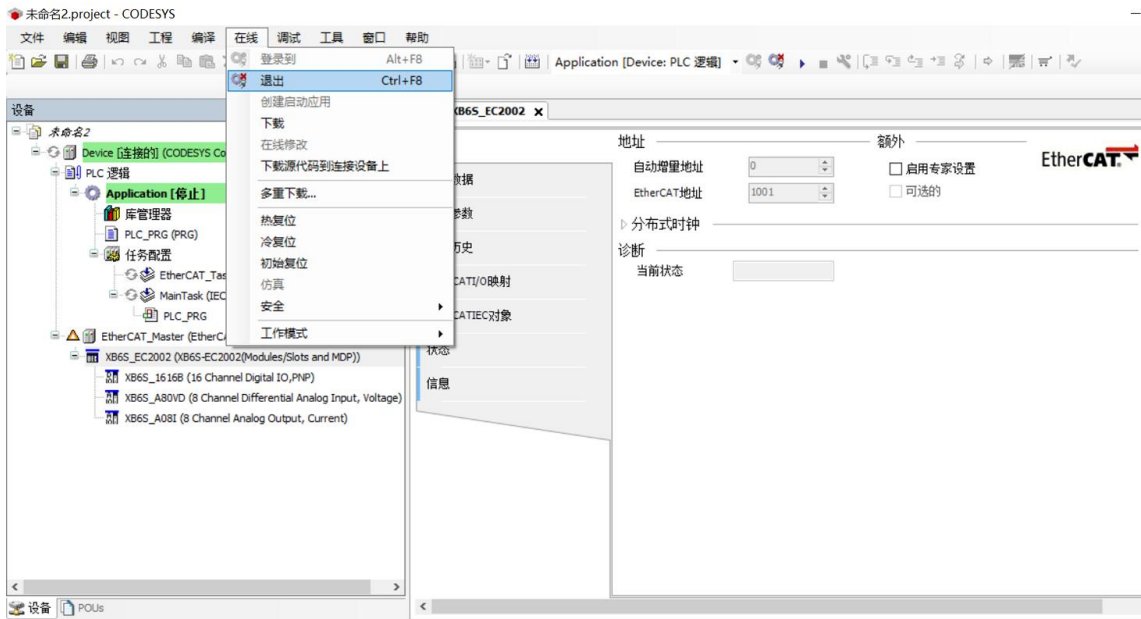 未命名2.project - CODESYS
文件 编辑 视图 工程 编译 在线 调试 工具 窗口 帮助
Application [Device: PLC 逻辑]
登录到 Alt+F8
退出 Ctrl+F8
创建启动应用
下载
在线修改
下载源代码到连接设备上
多重下载...
热复位
冷复位
初始复位
仿真
安全
工作模式
设备
未命名2
Device [连接的] (CODESYS Co
PLC 逻辑
Application [停止]
库管理器
PLC_PRG (PRG)
任务配置
EtherCAT_Tas
MainTask (IEC
PLC_PRG
EtherCAT_Master (EtherCA
XB6S_EC2002 (XB6S-EC2002(Modules/Slots and MDP))
XB6S_1616B (16 Channel Digital IO,PNP)
XB6S_A80VD (8 Channel Differential Analog Input, Voltage)
XB6S_A08I (8 Channel Analog Output, Current)
设备 POUs
XB6S_EC2002
数据
参数
历史
CATI/O映射
CATIEC对象
状态
信息
地址
自动增量地址 0
EtherCAT地址 1001
额外
启用专家设置
可选的
EtherCAT
分布式时钟
诊断
当前状态